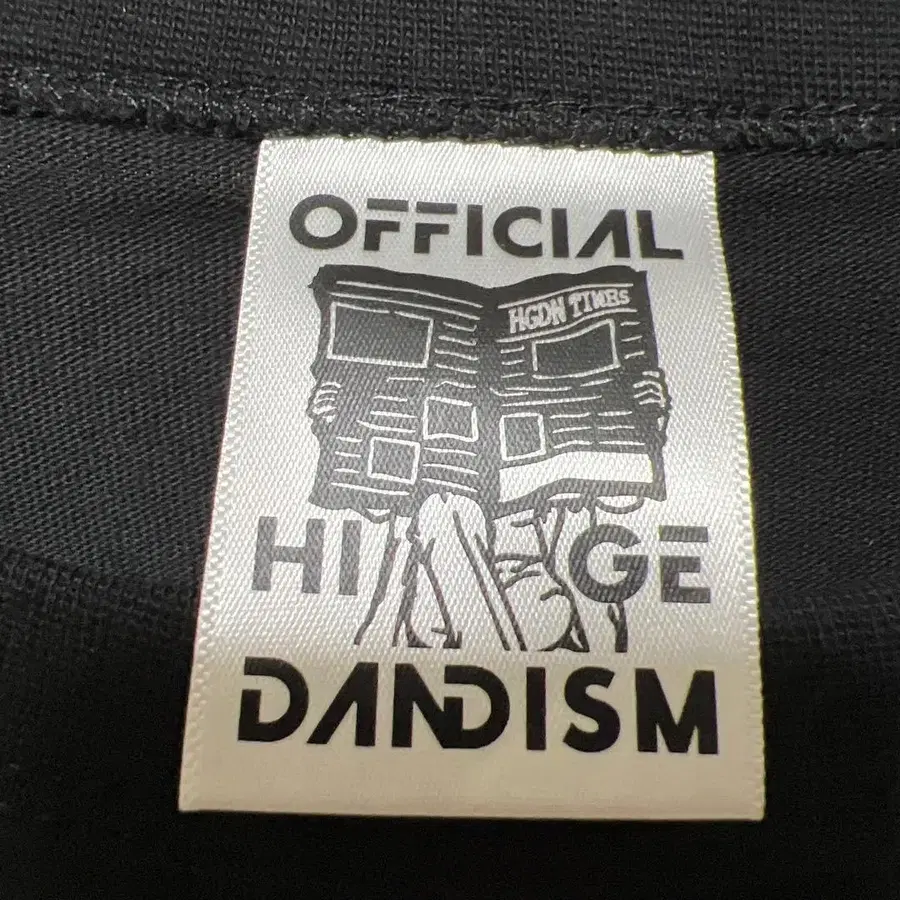 OFFICIAL
HGDN TIMES
HI GE
DANDISM